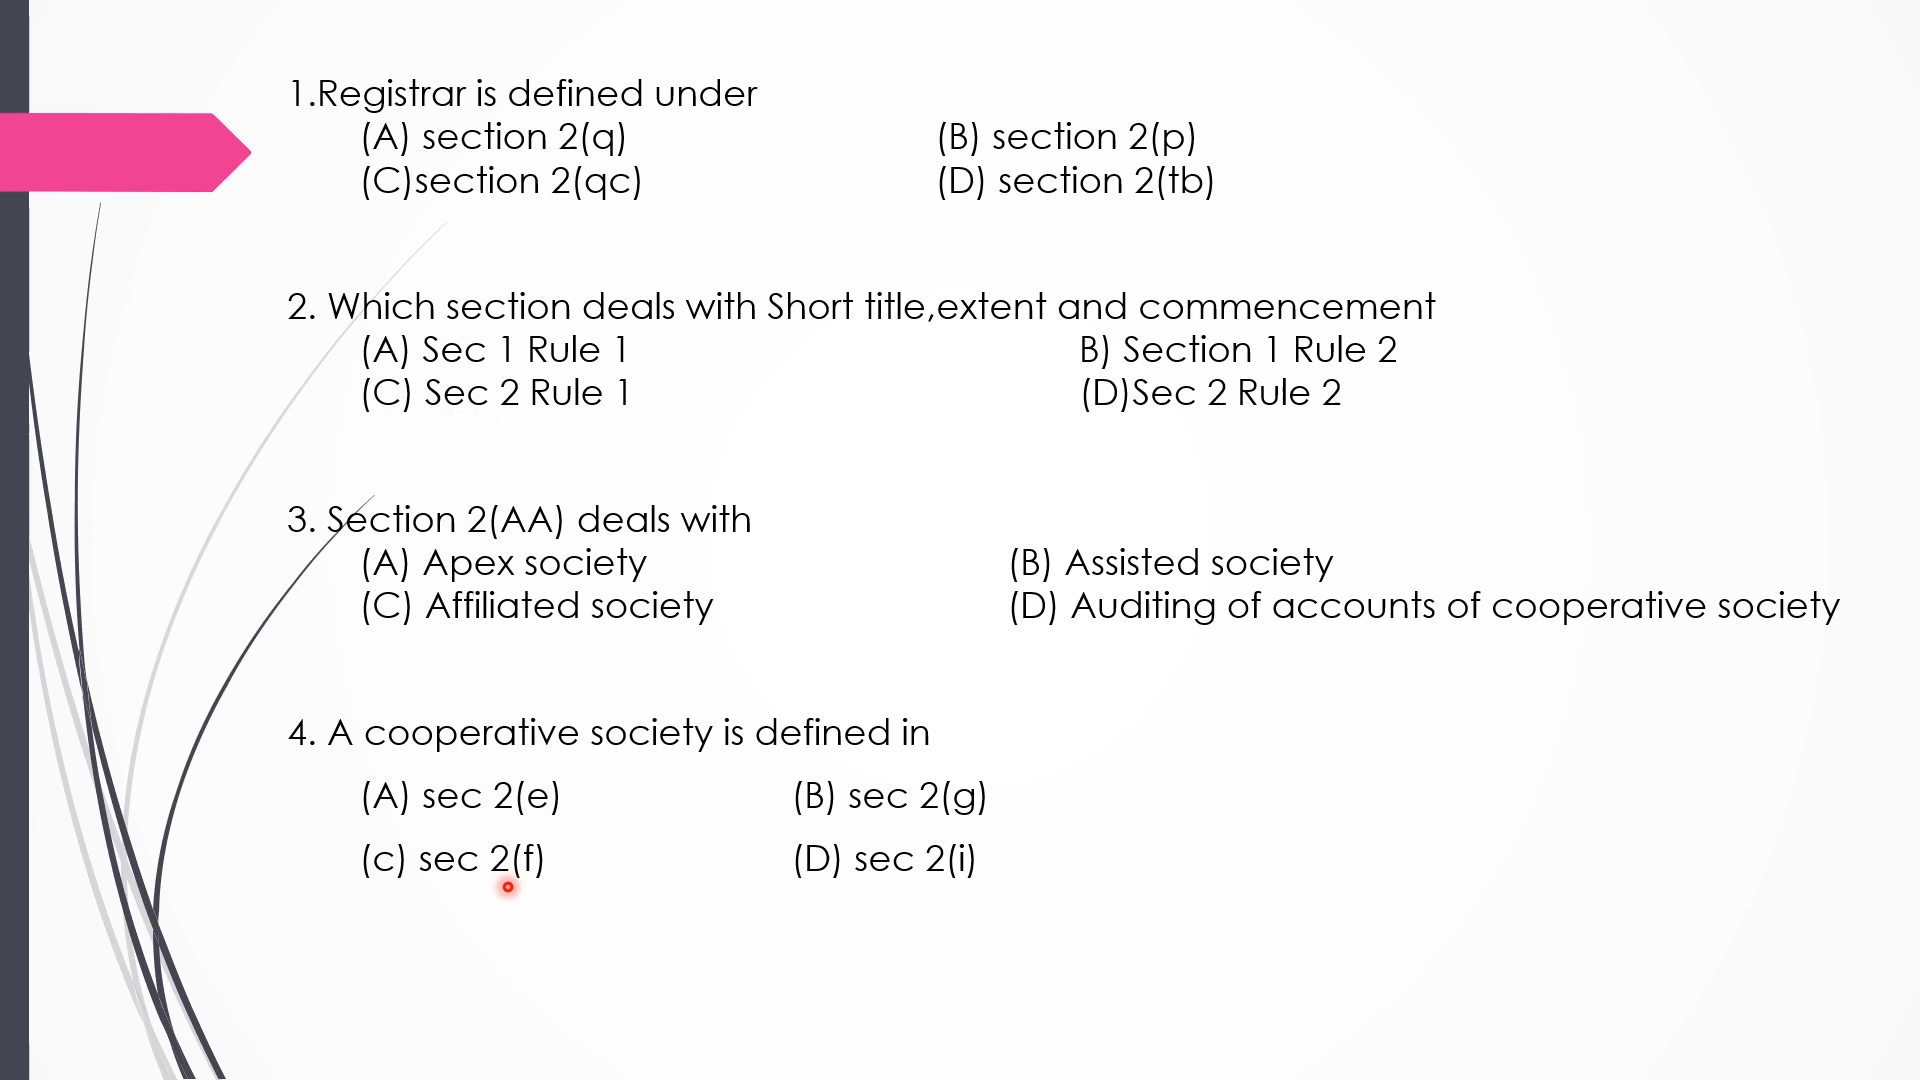 1.Registrar is defined under
(A) section 2(q) (B) section 2(p)
(C)section 2(qc) (D) section 2(tb)
2. Which section deals with Short title,extent and commencement
(A) Sec 1 Rule 1 B) Section 1 Rule 2
(C) Sec 2 Rule 1 (D)Sec 2 Rule 2
3. Section 2(AA) deals with
(A) Apex society (B) Assisted society
(C) Affiliated society (D) Auditing of accounts of cooperative society
4. A cooperative society is defined in
(A) sec 2(e) (B) sec 2(g)
(c) sec 2(f) (D) sec 2(i)